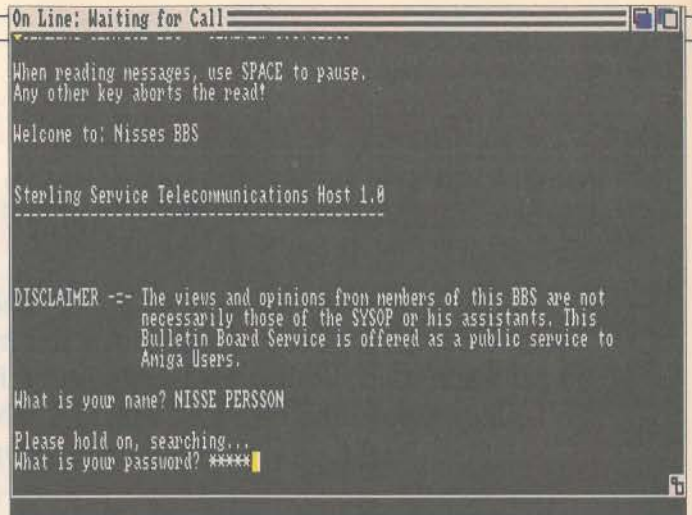 On Line: Waiting for Call
When reading messages, use SPACE to pause.
Any other key aborts the read!
Welcome to: Nisses BBS
Sterling Service Telecommunications Host 1.0
--------------------------------------------
DISCLAIMER -=- The views and opinions from members of this BBS are not
necessarily those of the SYSOP or his assistants. This
Bulletin Board Service is offered as a public service to
Amiga Users.
What is your name? NISSE PERSSON
Please hold on, searching...
What is your password? *****